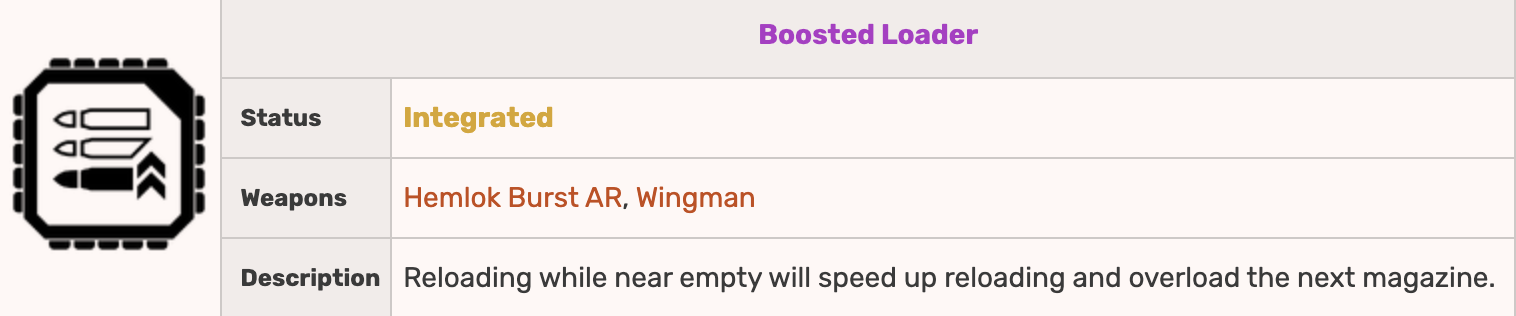 Boosted Loader
Status Integrated
Weapons Hemlok Burst AR, Wingman
Description Reloading while near empty will speed up reloading and overload the next magazine.